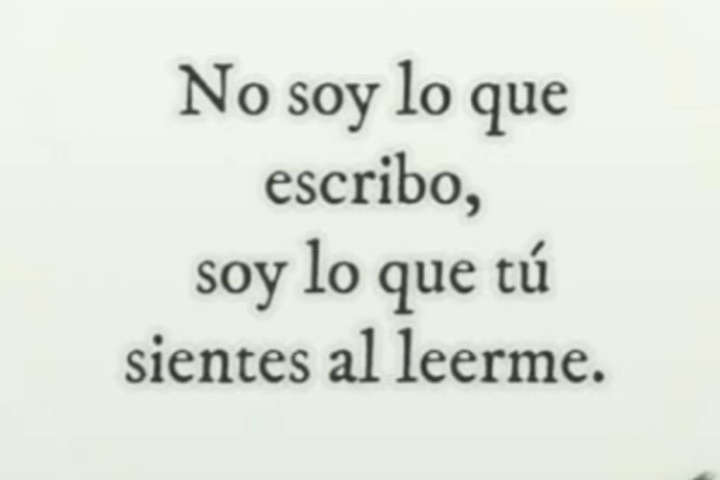 No soy lo que
escribo,
soy lo que tú
sientes al leerme.